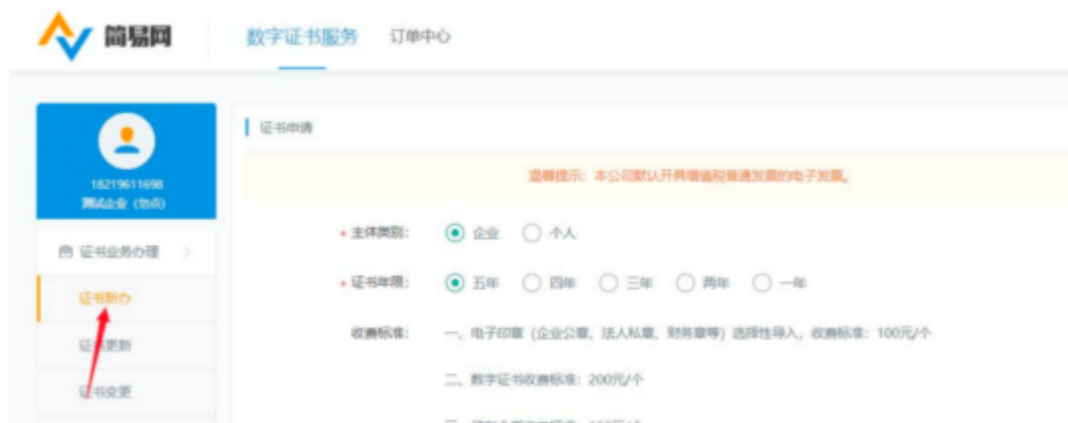 简易网
数字证书服务 订单中心
18219611698
测试企业（勿点）
证书业务办理
证书新办
证书更新
证书变更
证书申请
温馨提示：本公司默认开具增值税普通发票的电子发票。
* 主体类别： 企业 个人
* 证书年限： 五年 四年 三年 两年 一年
收费标准： 一、电子印章（企业公章、法人私章、财务章等）选择性导入，收费标准：100元/个
二、数字证书收费标准：200元/个